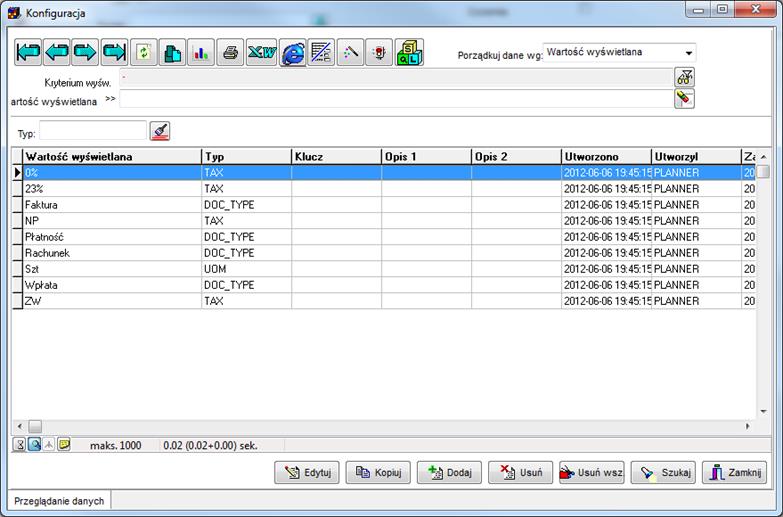 Konfiguracja
XW
SQL
Porządkuj dane wg: Wartość wyświetlana
Kryterium wyśw.
artość wyświetlana >>
Typ:
Wartość wyświetlana Typ Klucz Opis 1 Opis 2 Utworzono Utworzył Za
0% TAX 2012-06-06 19:45:15 PLANNER 20
23% TAX 2012-06-06 19:45:15 PLANNER 20
Faktura DOC_TYPE 2012-06-06 19:45:15 PLANNER 20
NP TAX 2012-06-06 19:45:15 PLANNER 20
Płatność DOC_TYPE 2012-06-06 19:45:15 PLANNER 20
Rachunek DOC_TYPE 2012-06-06 19:45:15 PLANNER 20
Szt UOM 2012-06-06 19:45:15 PLANNER 20
Wpłata DOC_TYPE 2012-06-06 19:45:15 PLANNER 20
ZW TAX 2012-06-06 19:45:15 PLANNER 20
maks. 1000 0.02 (0.02+0.00) sek.
Edytuj Kopiuj Dodaj Usuń Usuń wsz Szukaj Zamknij
Przeglądanie danych